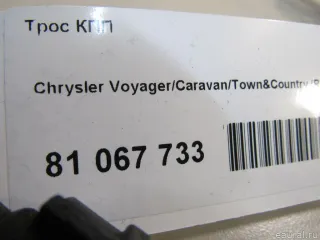 Трос КПП
Chrysler Voyager/Caravan/Town&Country
81 067 733